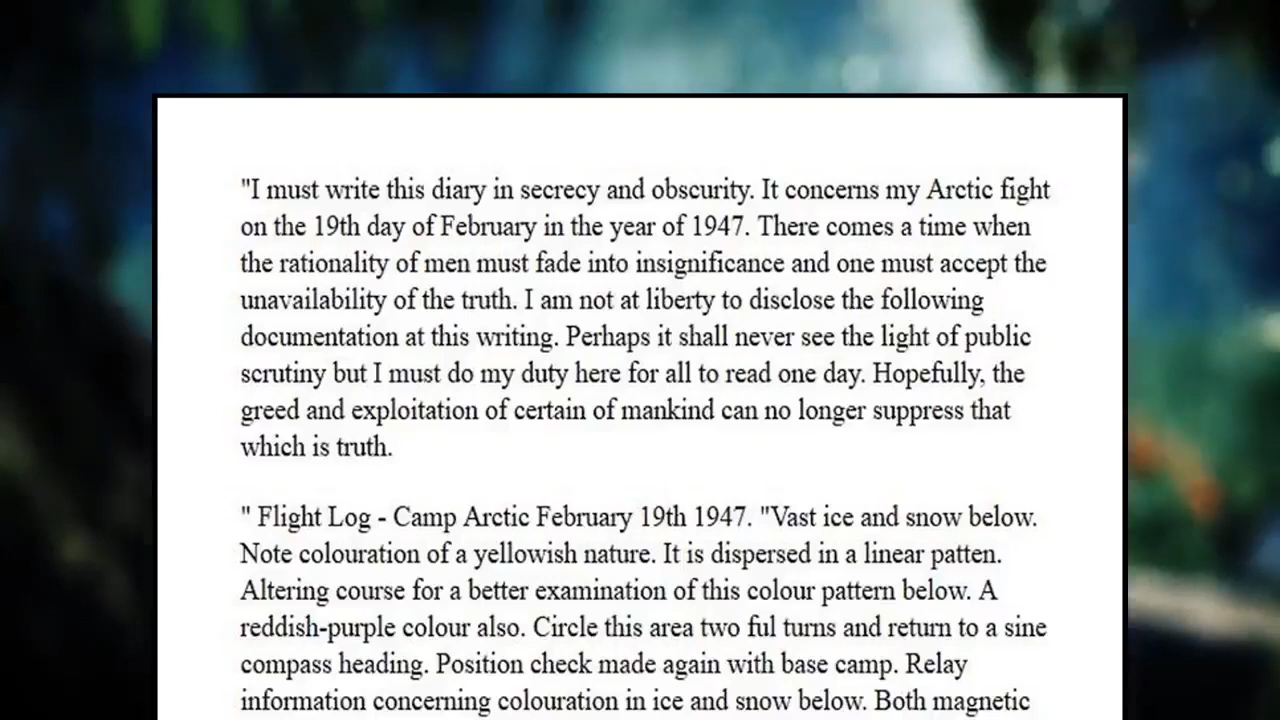 "I must write this diary in secrecy and obscurity. It concerns my Arctic fight
on the 19th day of February in the year of 1947. There comes a time when
the rationality of men must fade into insignificance and one must accept the
unavailability of the truth. I am not at liberty to disclose the following
documentation at this writing. Perhaps it shall never see the light of public
scrutiny but I must do my duty here for all to read one day. Hopefully, the
greed and exploitation of certain of mankind can no longer suppress that
which is truth.
" Flight Log - Camp Arctic February 19th 1947. "Vast ice and snow below.
Note colouration of a yellowish nature. It is dispersed in a linear patten.
Altering course for a better examination of this colour pattern below. A
reddish-purple colour also. Circle this area two ful turns and return to a sine
compass heading. Position check made again with base camp. Relay
information concerning colouration in ice and snow below. Both magnetic